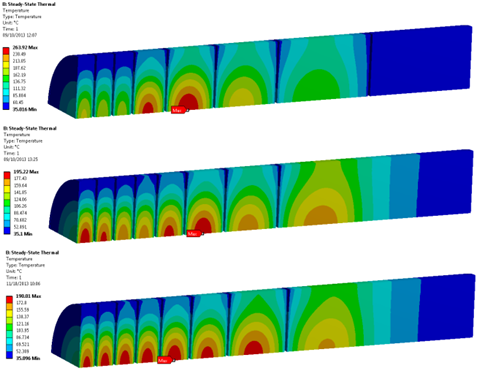 B: Steady-State Thermal
Temperature
Type: Temperature
Unit: °C
Time: 1
09/10/2013 12:07
263.92 Max
238.49
213.05
187.62
162.19
136.75
111.32
85.884
60.45
35.016 Min
Max
B: Steady-State Thermal
Temperature
Type: Temperature
Unit: °C
Time: 1
09/10/2013 13:25
195.22 Max
177.43
159.64
141.85
124.06
106.26
88.474
70.682
52.891
35.1 Min
Max
B: Steady-State Thermal
Temperature
Type: Temperature
Unit: °C
Time: 1
11/10/2013 10:06
190.01 Max
172.8
155.59
138.37
121.16
103.95
86.734
69.521
52.309
35.096 Min
Max